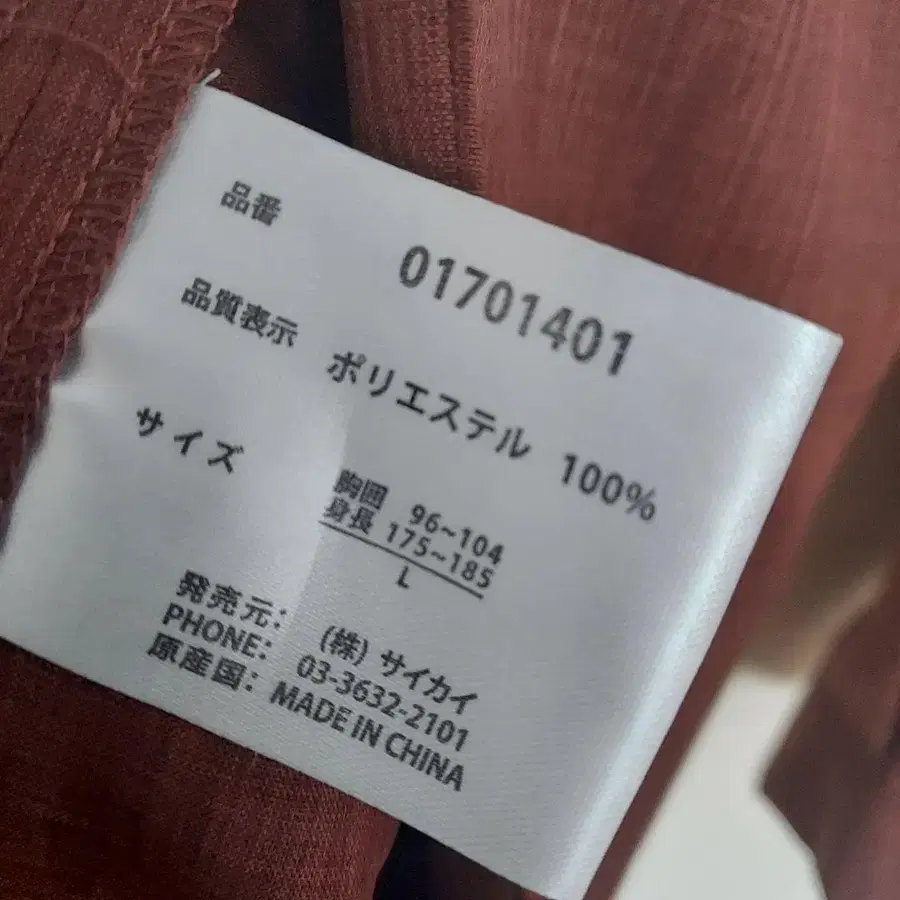 品番 01701401
品質表示 ポリエステル 100%
サイズ 胸囲 96~104
身長 175~185
L
発売元: (株) サイカイ
PHONE: 03-3632-2101
原産国: MADE IN CHINA